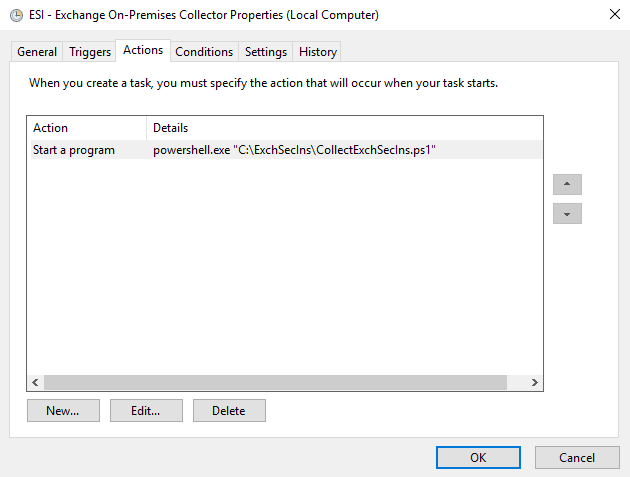 ESI - Exchange On-Premises Collector Properties (Local Computer)
General Triggers Actions Conditions Settings History
When you create a task, you must specify the action that will occur when your task starts.
Action Details
Start a program powershell.exe "C:\ExchSecIns\CollectExchSecIns.ps1"
New... Edit... Delete
OK Cancel